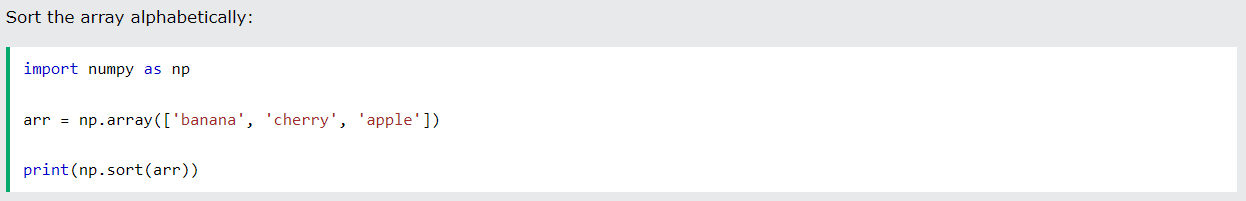 Sort the array alphabetically:
import numpy as np
arr = np.array(['banana', 'cherry', 'apple'])
print(np.sort(arr))